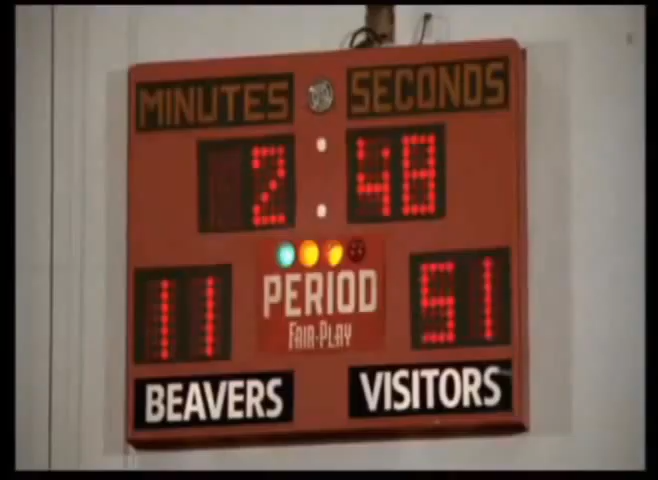 MINUTES SECONDS
2 : 48
11 51
PERIOD
FAIR-PLAY
BEAVERS VISITORS